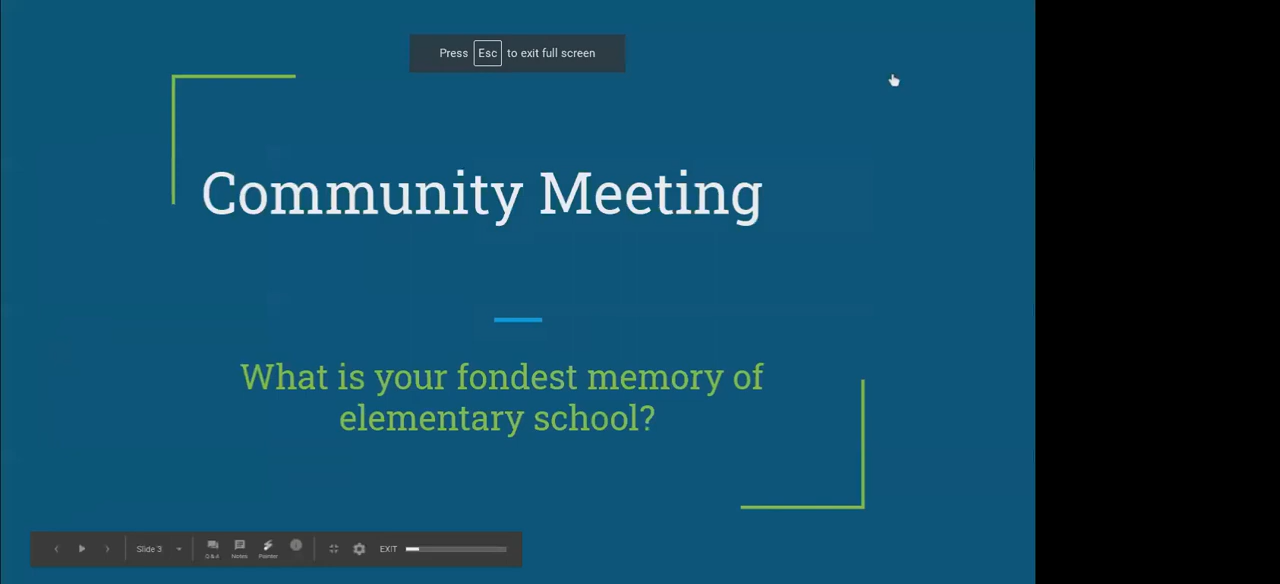 Press Esc to exit full screen
Community Meeting
What is your fondest memory of
elementary school?
Slide 3
Q & A
Notes
Pointer
EXIT